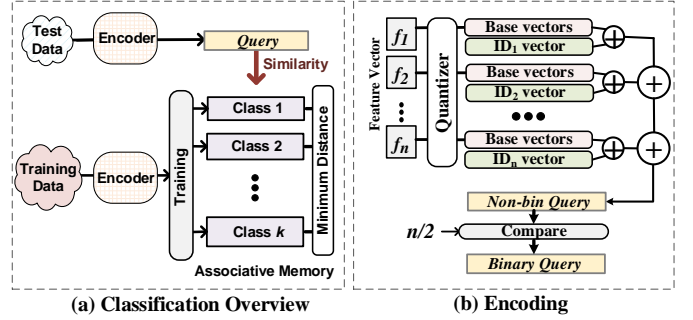 Test
Data
Encoder
Query
Similarity
Training
Data
Encoder
Training
Class 1
Class 2
Class k
Minimum Distance
Associative Memory
(a) Classification Overview
Feature Vector
f1
f2
fn
Quantizer
Base vectors
ID1 vector
Base vectors
ID2 vector
Base vectors
IDn vector
Non-bin Query
n/2
Compare
Binary Query
(b) Encoding